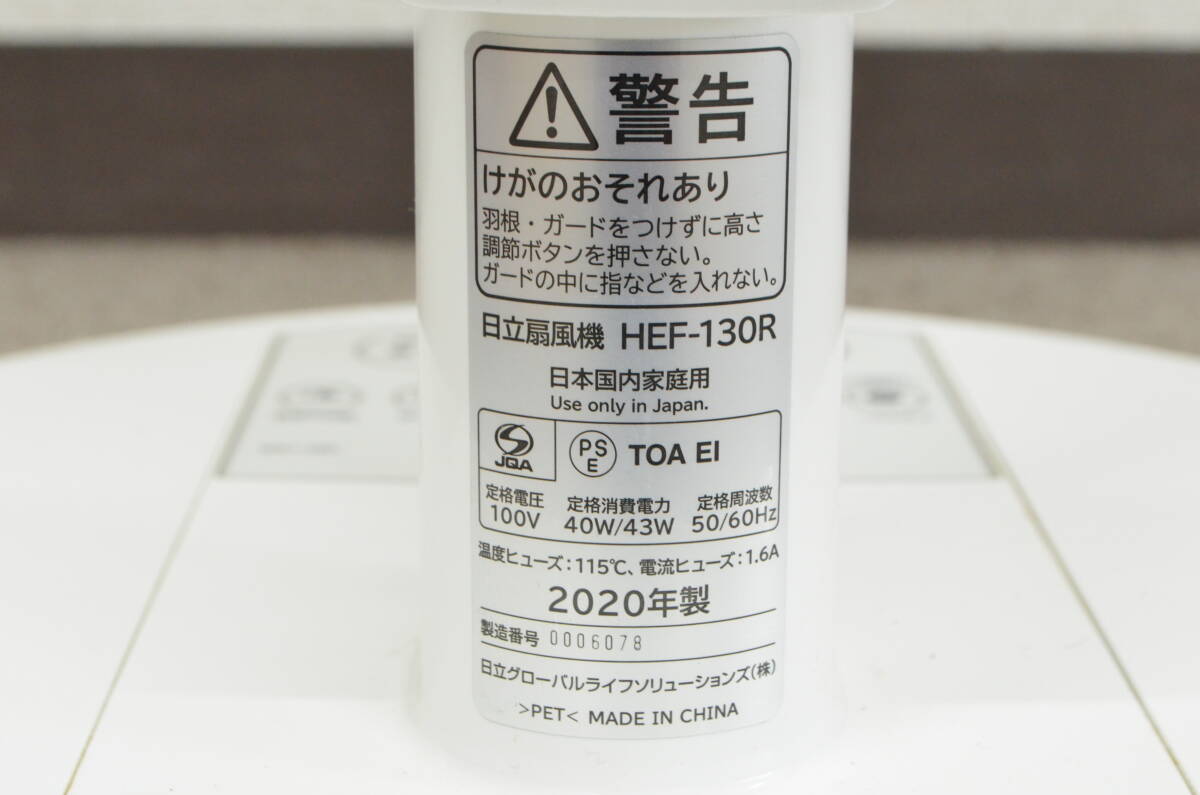 警告
けがのおそれあり
羽根・ガードをつけずに高さ
調節ボタンを押さない。
ガードの中に指などを入れない。
日立扇風機 HEF-130R
日本国内家庭用
Use only in Japan.
JQA PS E TOA EI
定格電圧 定格消費電力 定格周波数
100V 40W/43W 50/60Hz
温度ヒューズ:115℃、電流ヒューズ:1.6A
2020年製
製造番号 0006078
日立グローバルライフソリューションズ(株)
>PET< MADE IN CHINA